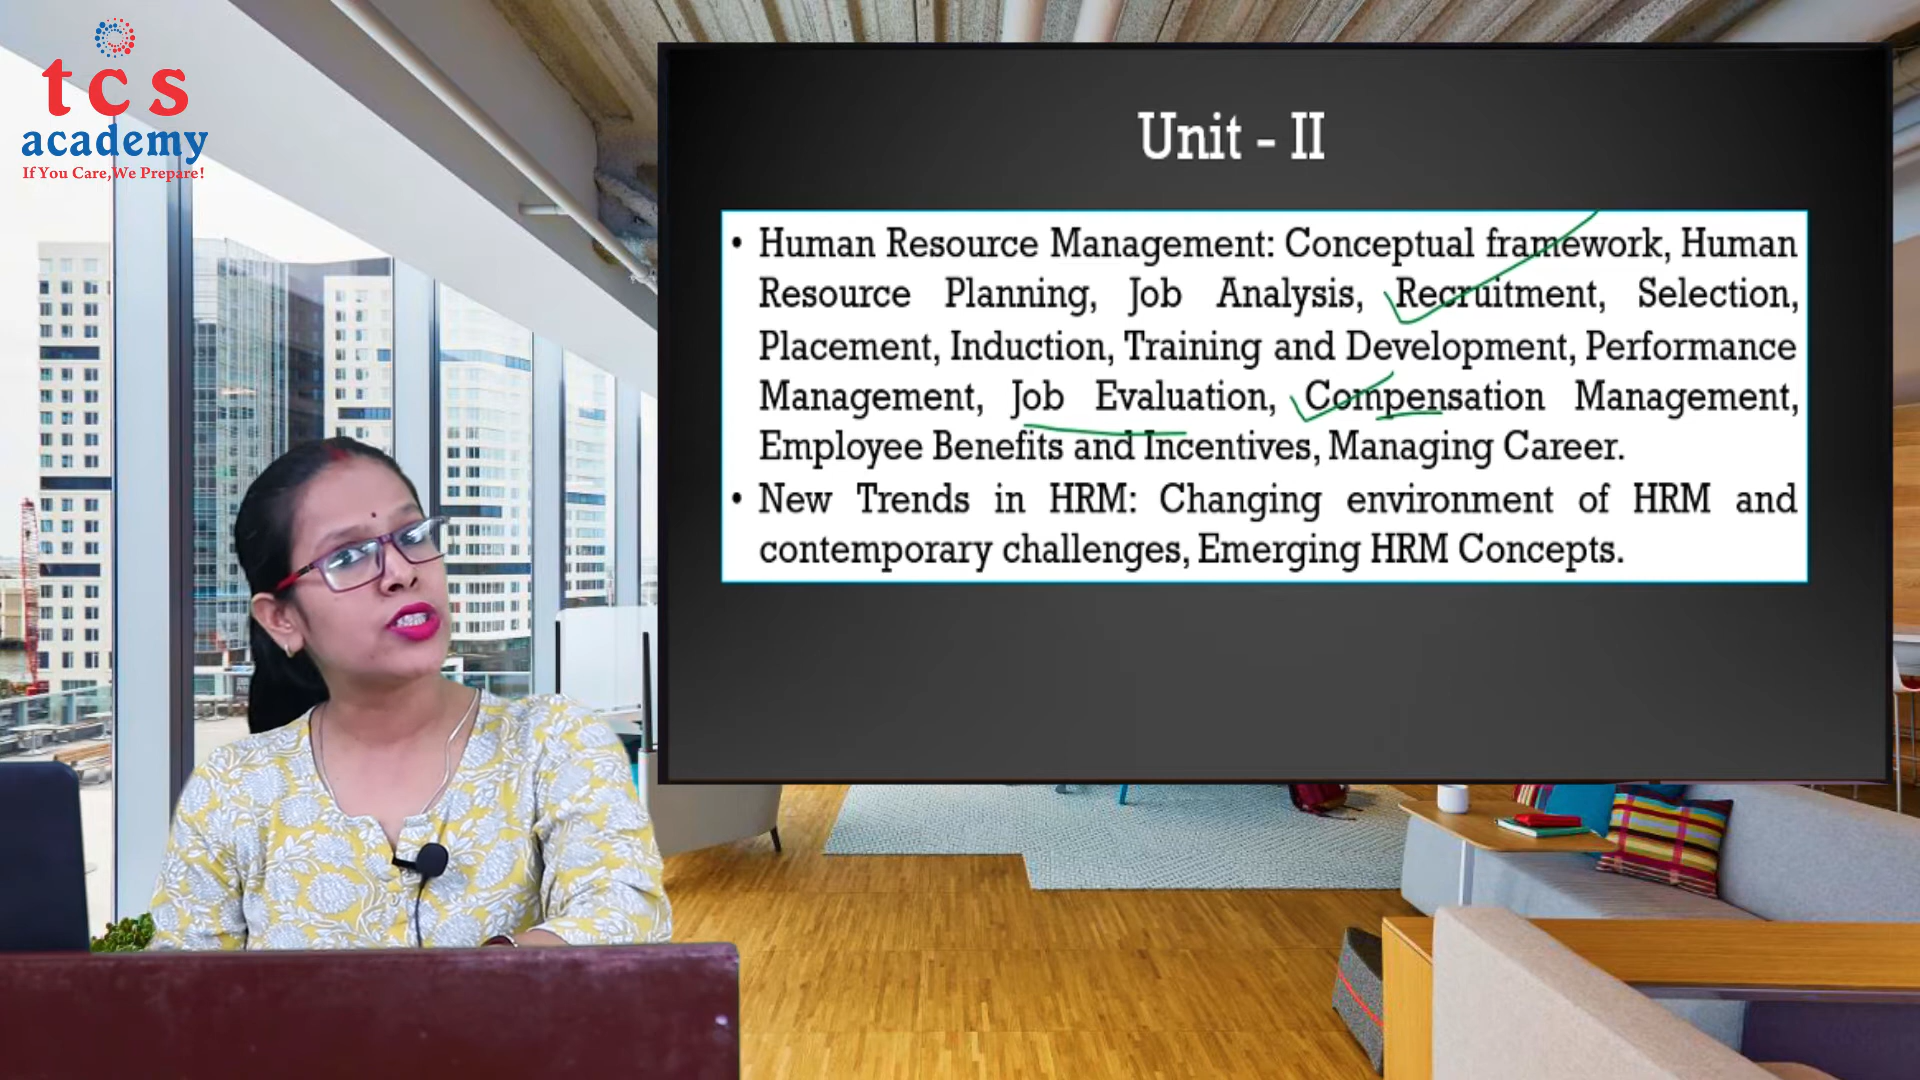 tcs
academy
If You Care,We Prepare!
Unit - II
• Human Resource Management: Conceptual framework, Human
Resource Planning, Job Analysis, Recruitment, Selection,
Placement, Induction, Training and Development, Performance
Management, Job Evaluation, Compensation Management,
Employee Benefits and Incentives, Managing Career.
• New Trends in HRM: Changing environment of HRM and
contemporary challenges, Emerging HRM Concepts.